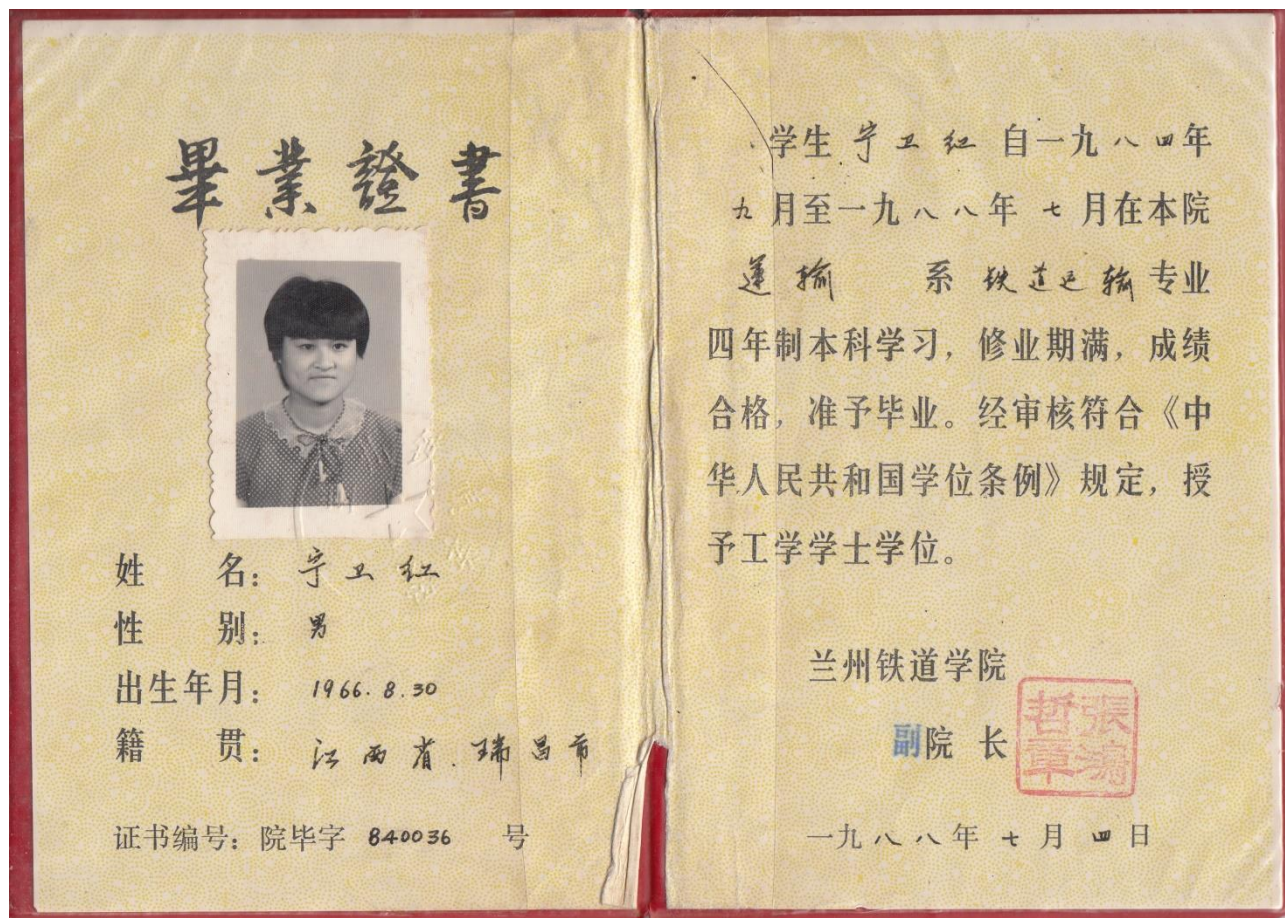 畢業證書
姓名：宁卫红
性别：男
出生年月：1966.8.30
籍贯：江西省.瑞昌市
证书编号：院毕字 840036 号
学生宁卫红自一九八四年
九月至一九八八年七月在本院
運输系铁道运输专业
四年制本科学习，修业期满，成绩
合格，准予毕业。经审核符合《中
华人民共和国学位条例》规定，授
予工学学士学位。
兰州铁道学院
副院长
一九八八年七月四日